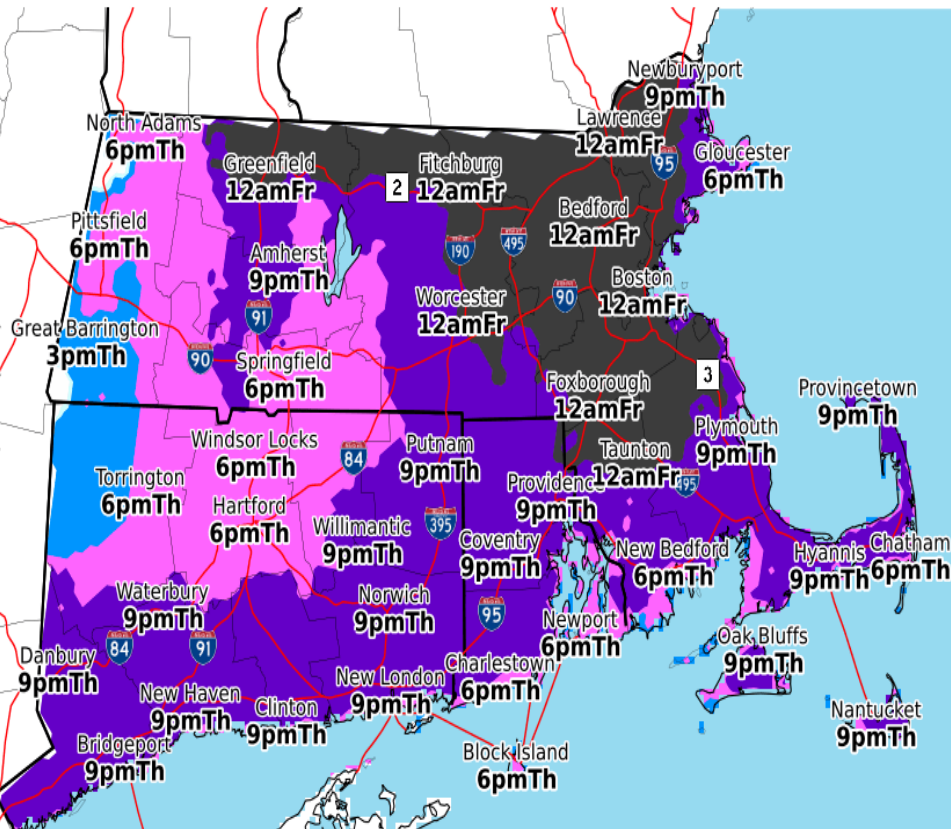 Newburyport
9pmTh
North Adams
6pmTh
Lawrence
12amFr
Gloucester
6pmTh
95
Greenfield
12amFr
2
Fitchburg
12amFr
Bedford
12amFr
Pittsfield
6pmTh
Amherst
9pmTh
190
495
Boston
12amFr
Worcester
12amFr
90
91
Great Barrington
3pmTh
90
Springfield
6pmTh
Foxborough
12amFr
3
Provincetown
9pmTh
Windsor Locks
6pmTh
84
Putnam
9pmTh
Taunton
12amFr
Plymouth
9pmTh
Torrington
6pmTh
Hartford
6pmTh
Providence
9pmTh
495
Willimantic
9pmTh
395
Coventry
9pmTh
New Bedford
6pmTh
Hyannis
9pmTh
Chatham
6pmTh
Waterbury
9pmTh
Norwich
9pmTh
95
Newport
6pmTh
Oak Bluffs
9pmTh
84
91
Danbury
9pmTh
New Haven
9pmTh
Clinton
9pmTh
New London
9pmTh
Charlestown
6pmTh
Nantucket
9pmTh
Bridgeport
9pmTh
Block Island
6pmTh